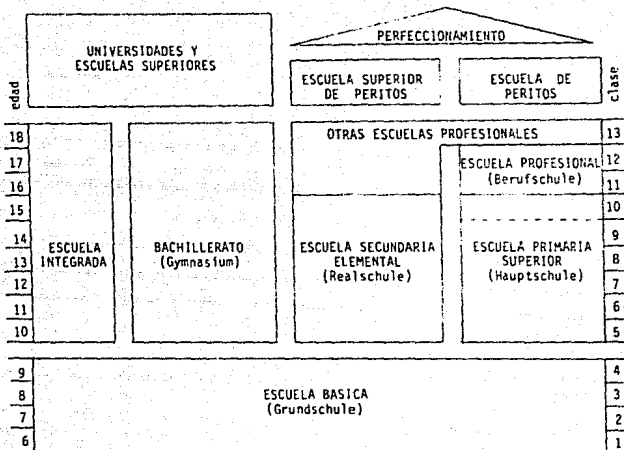 PERFECCIONAMIENTO
UNIVERSIDADES Y
ESCUELAS SUPERIORES
ESCUELA SUPERIOR
DE PERITOS
ESCUELA DE
PERITOS
edad
clase
18
17
16
15
14
13
12
11
10
ESCUELA
INTEGRADA
BACHILLERATO
(Gymnasium)
OTRAS ESCUELAS PROFESIONALES
ESCUELA PROFESIONAL
(Berufschule)
ESCUELA SECUNDARIA
ELEMENTAL
(Realschule)
ESCUELA PRIMARIA
SUPERIOR
(Hauptschule)
13
12
11
10
9
8
7
6
5
9
8
7
6
ESCUELA BASICA
(Grundschule)
4
3
2
1